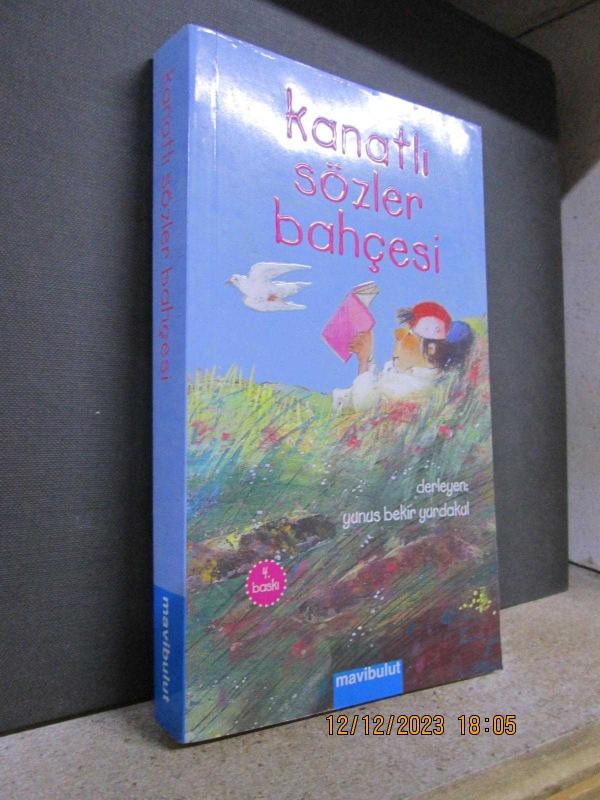 kanatlı sözler bahçesi
mavibulut
kanatlı
sözler
bahçesi
derleyen:
yunus bekir yurdakul
4.
baskı
mavibulut
12/12/2023 18:05